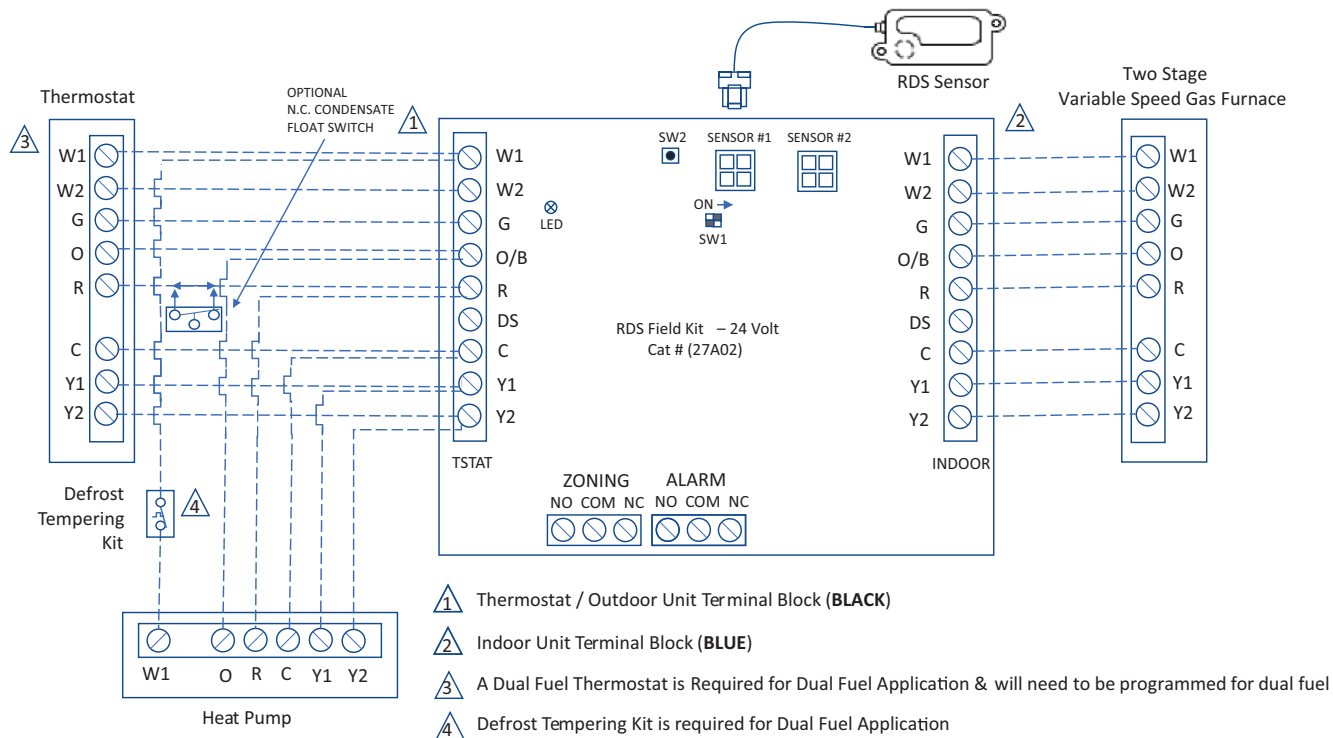 RDS Sensor
Two Stage
Variable Speed Gas Furnace
Thermostat
OPTIONAL
N.C. CONDENSATE
FLOAT SWITCH
3
1
2
W1
W2
G
O
R
C
Y1
Y2
W1
W2
G
O/B
R
DS
C
Y1
Y2
TSTAT
SW2
SENSOR #1
SENSOR #2
LED
ON
SW1
RDS Field Kit – 24 Volt
Cat # (27A02)
W1
W2
G
O/B
R
DS
C
Y1
Y2
INDOOR
W1
W2
G
O
R
C
Y1
Y2
ZONING
NO COM NC
ALARM
NO COM NC
Defrost
Tempering
Kit
4
W1 O R C Y1 Y2
Heat Pump
1 Thermostat / Outdoor Unit Terminal Block (BLACK)
2 Indoor Unit Terminal Block (BLUE)
3 A Dual Fuel Thermostat is Required for Dual Fuel Application & will need to be programmed for dual fuel
4 Defrost Tempering Kit is required for Dual Fuel Application